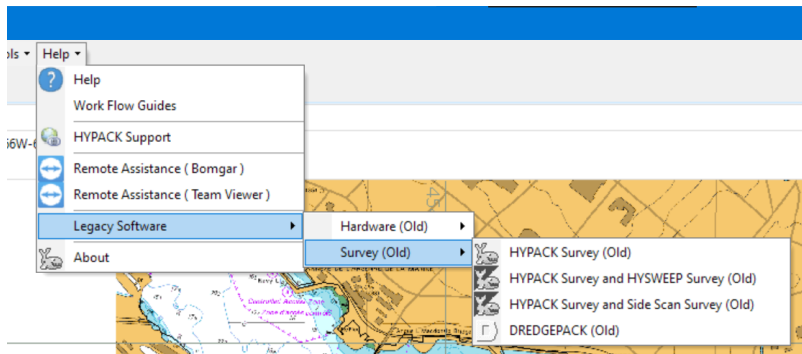 ols Help
Help
Work Flow Guides
66W-6
HYPACK Support
Remote Assistance ( Bomgar )
Remote Assistance ( Team Viewer )
Legacy Software
Hardware (Old)
Survey (Old)
HYPACK Survey (Old)
About
HYPACK Survey and HYSWEEP Survey (Old)
HYPACK Survey and Side Scan Survey (Old)
DREDGEPACK (Old)